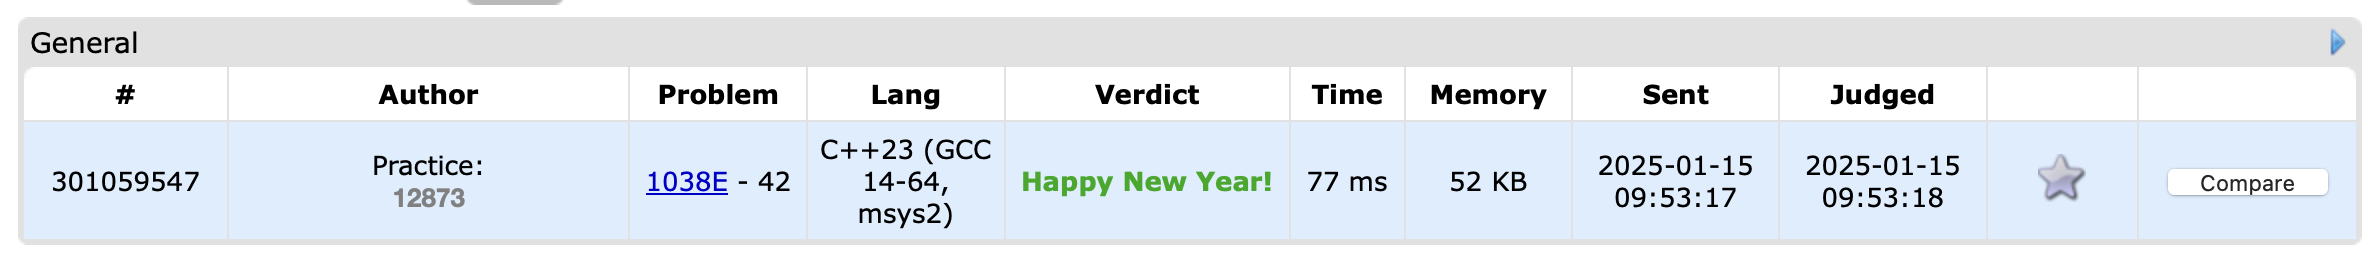 General
# Author Problem Lang Verdict Time Memory Sent Judged
301059547 Practice: 12873 1038E - 42 C++23 (GCC 14-64, msys2) Happy New Year! 77 ms 52 KB 2025-01-15 09:53:17 2025-01-15 09:53:18 Compare